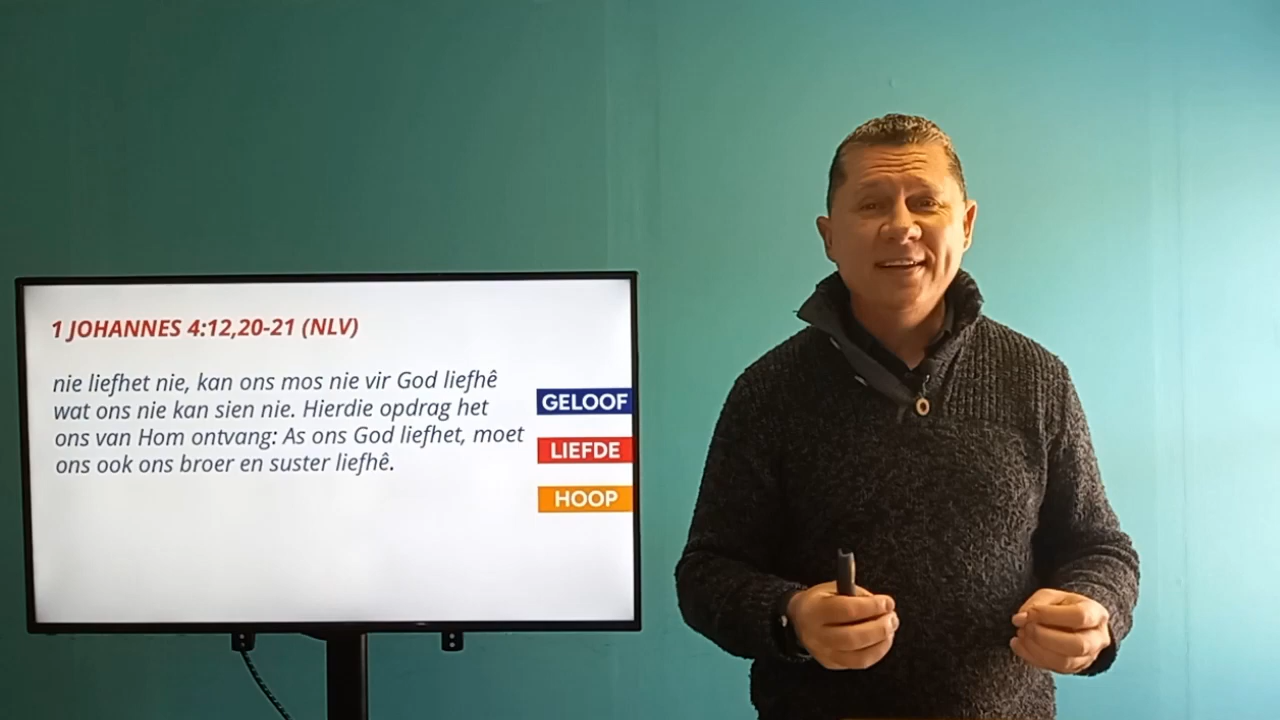 1 JOHANNES 4:12,20-21 (NLV)
nie liefhet nie, kan ons mos nie vir God liefhê
wat ons nie kan sien nie. Hierdie opdrag het
ons van Hom ontvang: As ons God liefhet, moet
ons ook ons broer en suster liefhê.
GELOOF
LIEFDE
HOOP